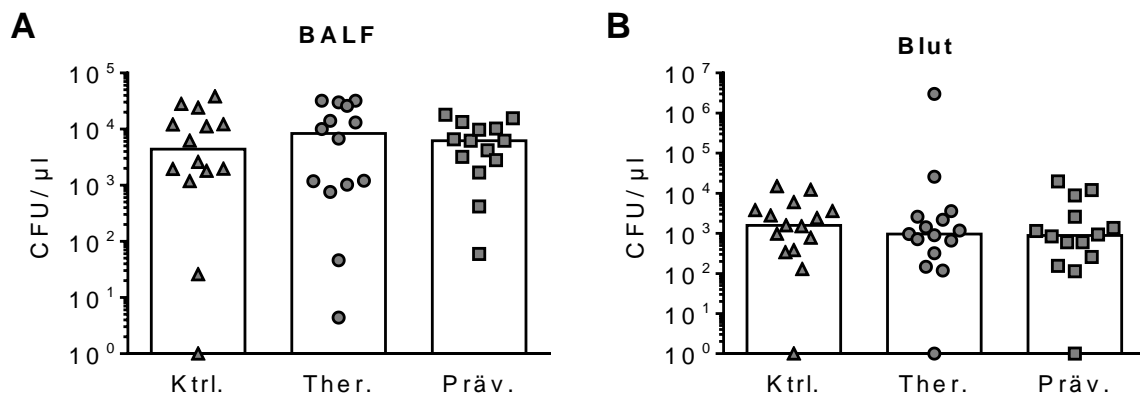 A
BALF
CFU/ µl
10^5
10^4
10^3
10^2
10^1
10^0
Ktrl. Ther. Präv.
B
Blut
CFU/ µl
10^7
10^6
10^5
10^4
10^3
10^2
10^1
10^0
Ktrl. Ther. Präv.